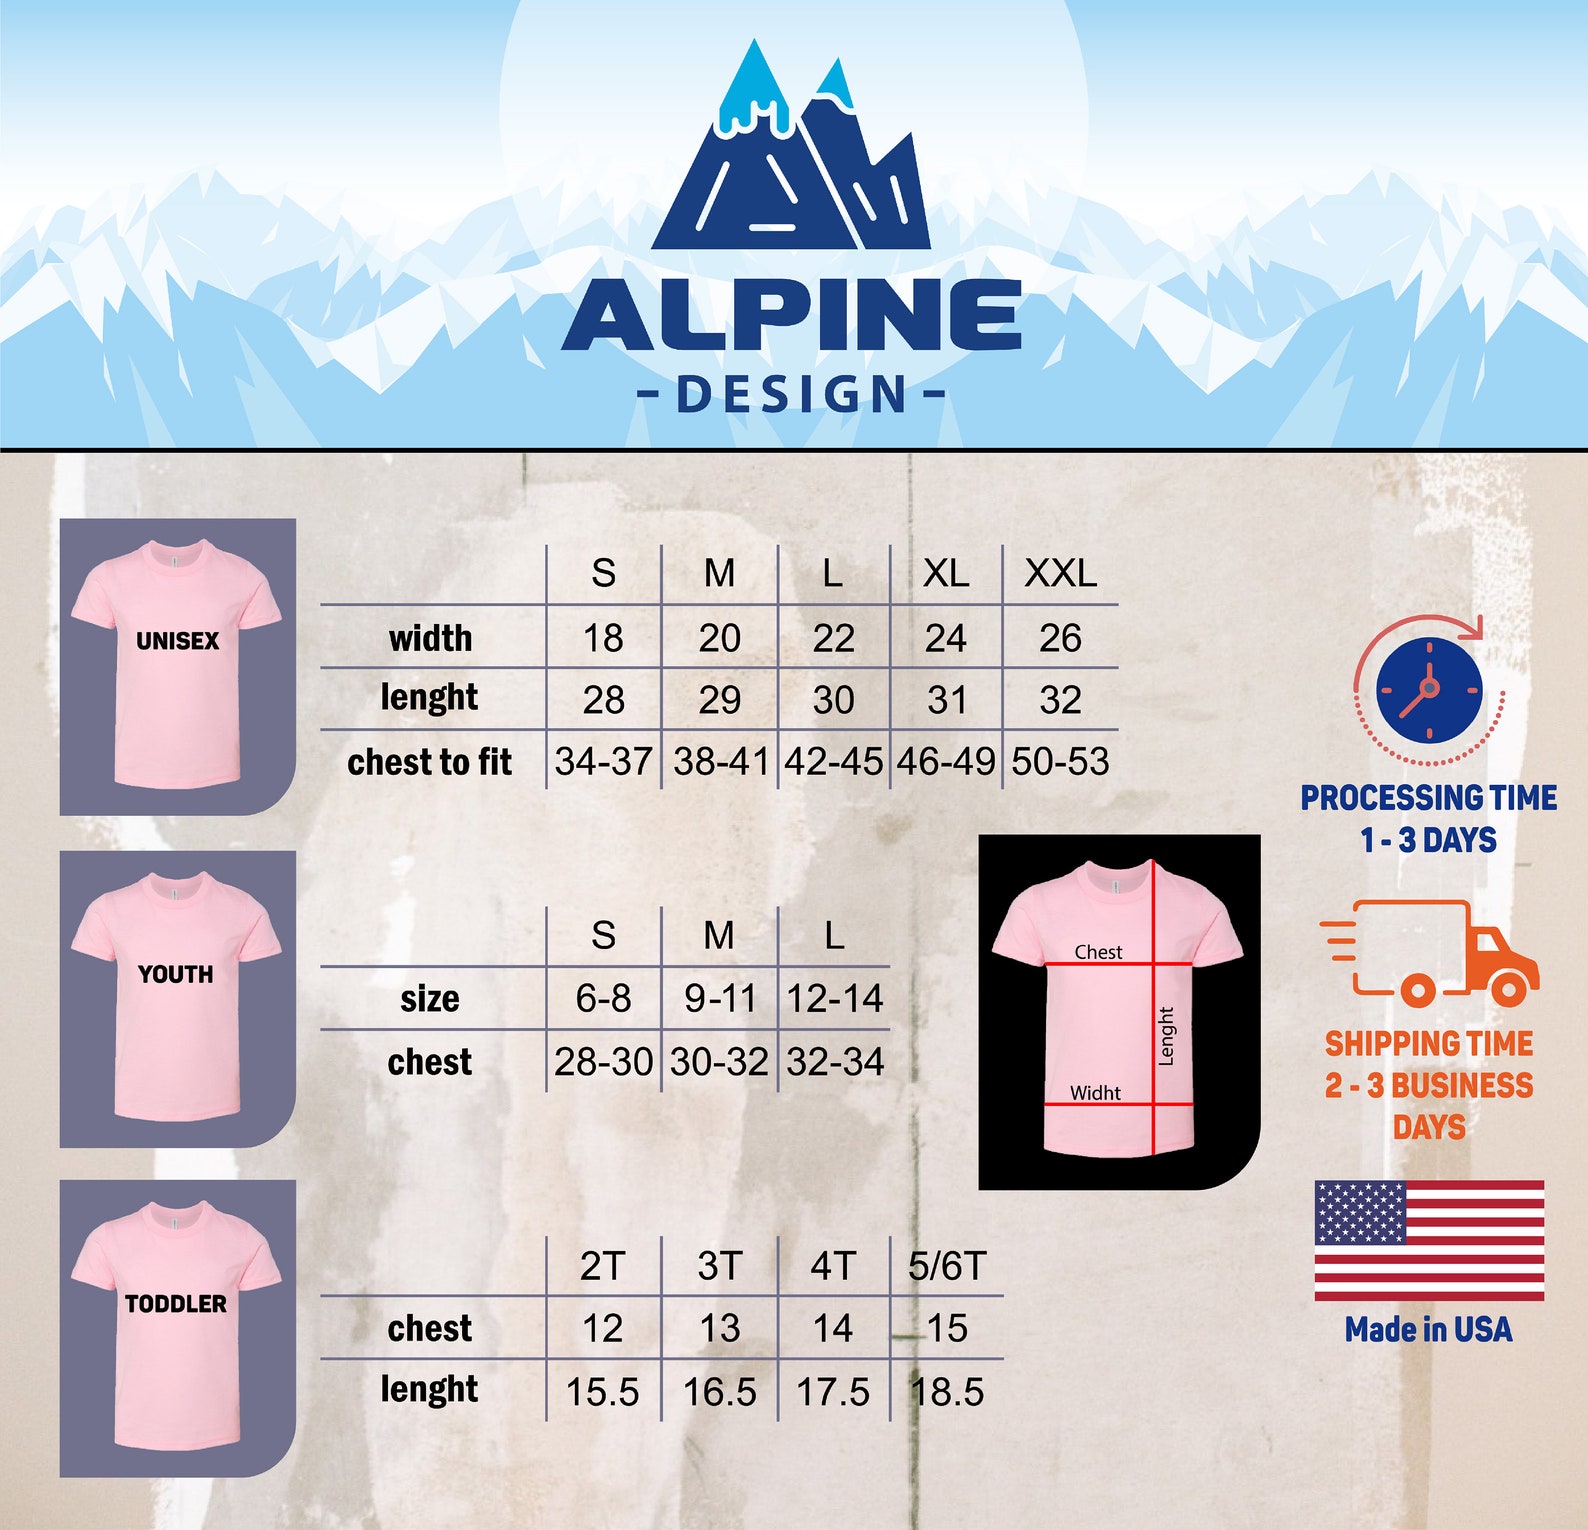 ALPINE
- DESIGN -
UNISEX
S M L XL XXL
width 18 20 22 24 26
lenght 28 29 30 31 32
chest to fit 34-37 38-41 42-45 46-49 50-53
PROCESSING TIME
1 - 3 DAYS
YOUTH
S M L
size 6-8 9-11 12-14
chest 28-30 30-32 32-34
Chest
Lenght
Widht
SHIPPING TIME
2 - 3 BUSINESS
DAYS
TODDLER
2T 3T 4T 5/6T
chest 12 13 14 15
lenght 15.5 16.5 17.5 18.5
Made in USA